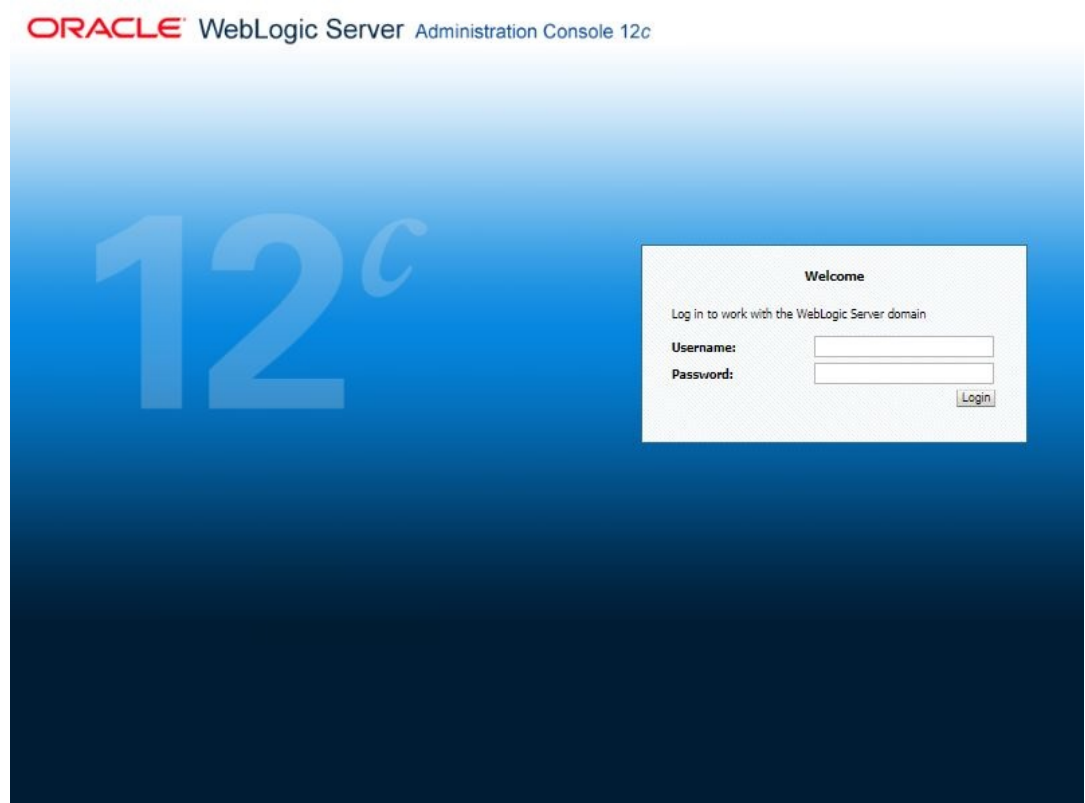 ORACLE WebLogic Server Administration Console 12c
12c
Welcome
Log in to work with the WebLogic Server domain
Username:
Password:
Login